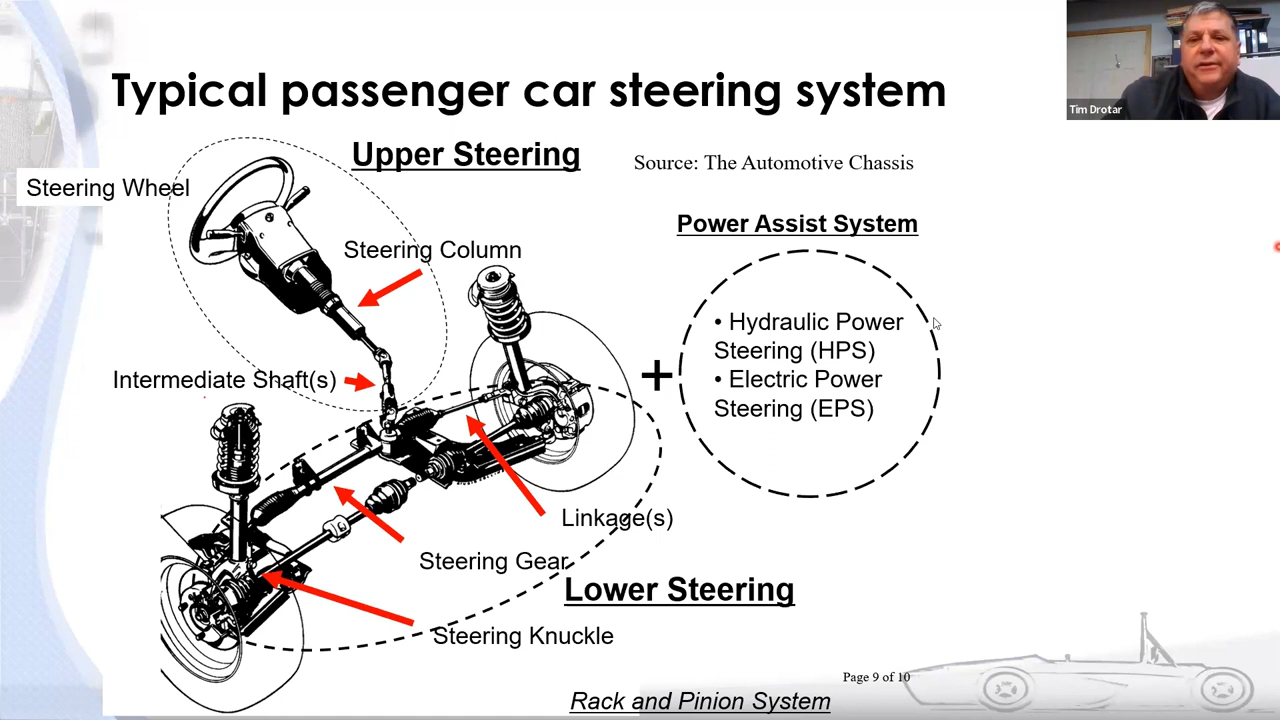 Typical passenger car steering system
Tim Drotar
Upper Steering
Source: The Automotive Chassis
Steering Wheel
Power Assist System
Steering Column
• Hydraulic Power
Steering (HPS)
• Electric Power
Steering (EPS)
+
Intermediate Shaft(s)
Linkage(s)
Steering Gear
Lower Steering
Steering Knuckle
Page 9 of 10
Rack and Pinion System